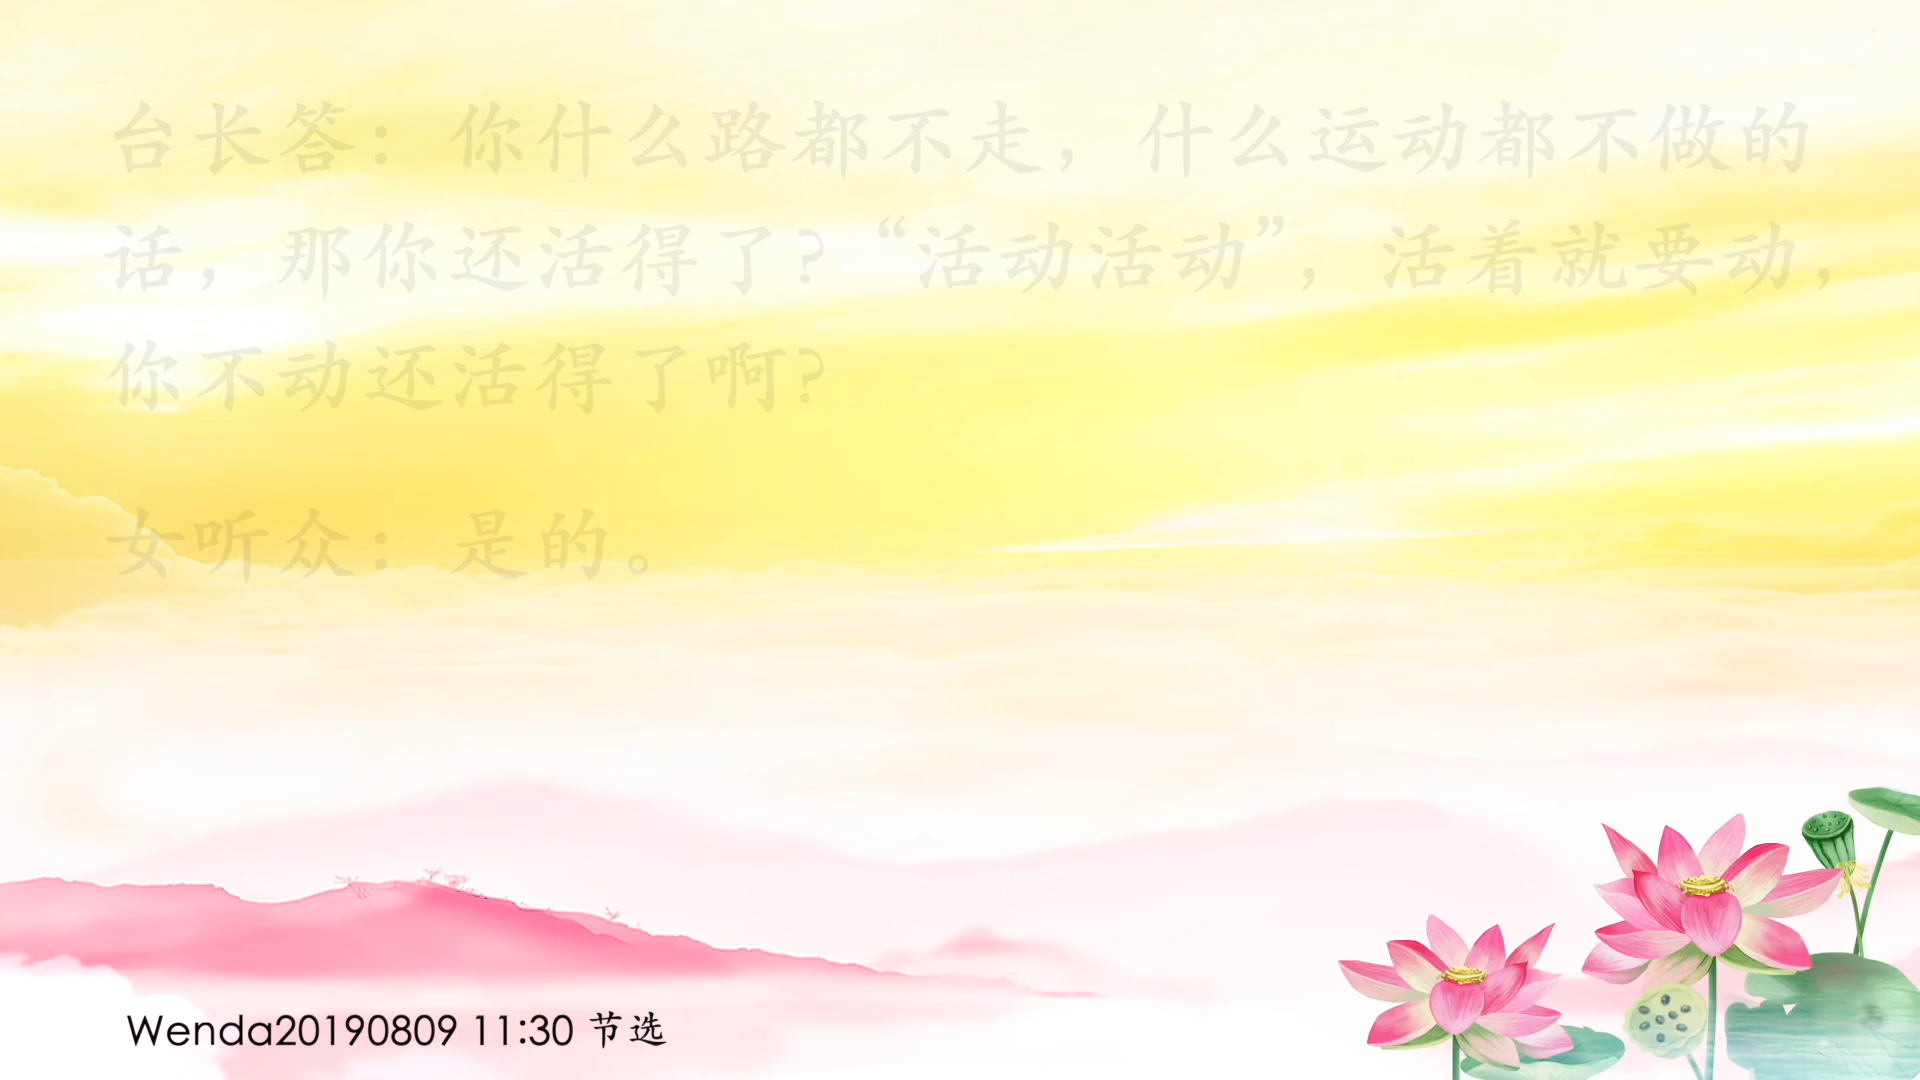 台长答：你什么路都不走，什么运动都不做的
话，那你还活得了？“活动活动”，活着就要动，
你不动还活得了啊？
女听众：是的。
Wenda20190809 11:30 节选